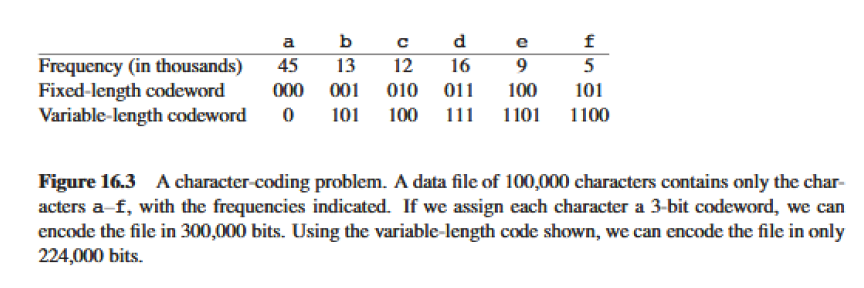 a b c d e f
Frequency (in thousands) 45 13 12 16 9 5
Fixed-length codeword 000 001 010 011 100 101
Variable-length codeword 0 101 100 111 1101 1100
Figure 16.3 A character-coding problem. A data file of 100,000 characters contains only the char-
acters a–f, with the frequencies indicated. If we assign each character a 3-bit codeword, we can
encode the file in 300,000 bits. Using the variable-length code shown, we can encode the file in only
224,000 bits.